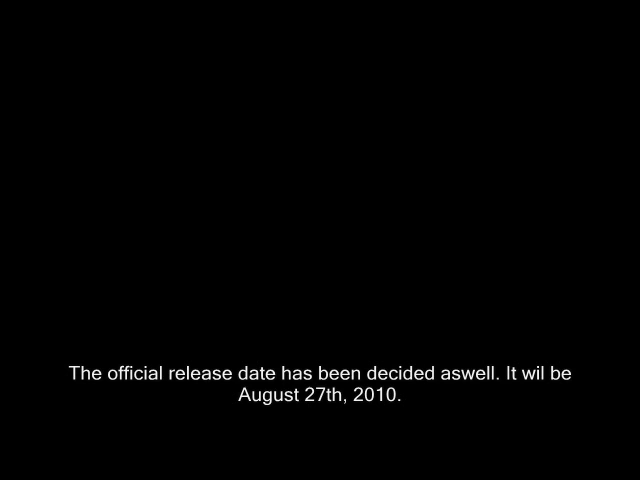 The official release date has been decided aswell. It wil be
August 27th, 2010.